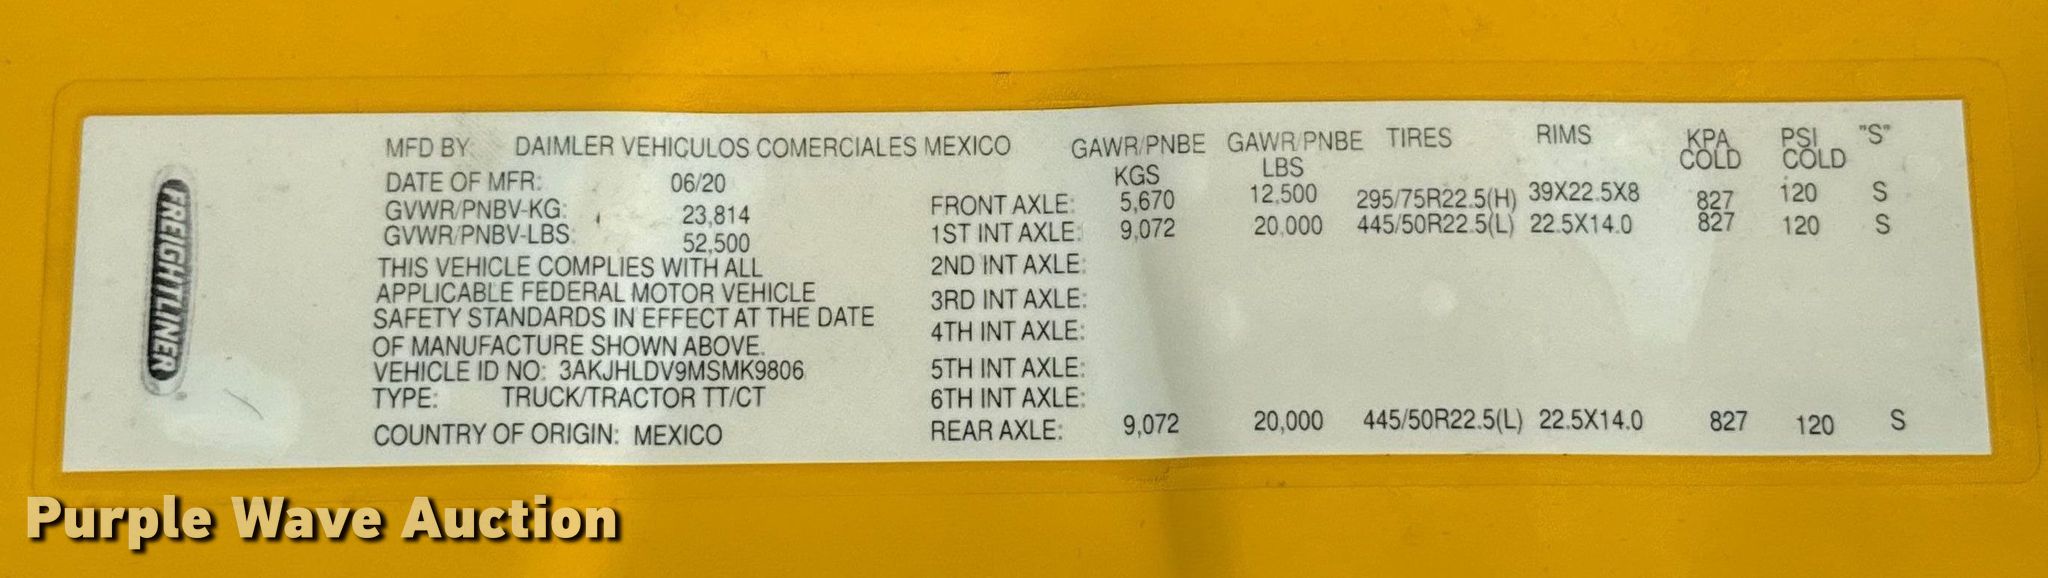 FREIGHTLINER
MFD BY DAIMLER VEHICULOS COMERCIALES MEXICO
DATE OF MFR: 06/20
GVWR/PNBV-KG: 23,814
GVWR/PNBV-LBS: 52,500
THIS VEHICLE COMPLIES WITH ALL
APPLICABLE FEDERAL MOTOR VEHICLE
SAFETY STANDARDS IN EFFECT AT THE DATE
OF MANUFACTURE SHOWN ABOVE.
VEHICLE ID NO: 3AKJHLDV9MSMK9806
TYPE: TRUCK/TRACTOR TT/CT
COUNTRY OF ORIGIN: MEXICO
GAWR/PNBE GAWR/PNBE TIRES RIMS KPA PSI "S"
KGS LBS COLD COLD
FRONT AXLE: 5,670 12,500 295/75R22.5(H) 39X22.5X8 827 120 S
1ST INT AXLE: 9,072 20,000 445/50R22.5(L) 22.5X14.0 827 120 S
2ND INT AXLE:
3RD INT AXLE:
4TH INT AXLE:
5TH INT AXLE:
6TH INT AXLE:
REAR AXLE: 9,072 20,000 445/50R22.5(L) 22.5X14.0 827 120 S
Purple Wave Auction